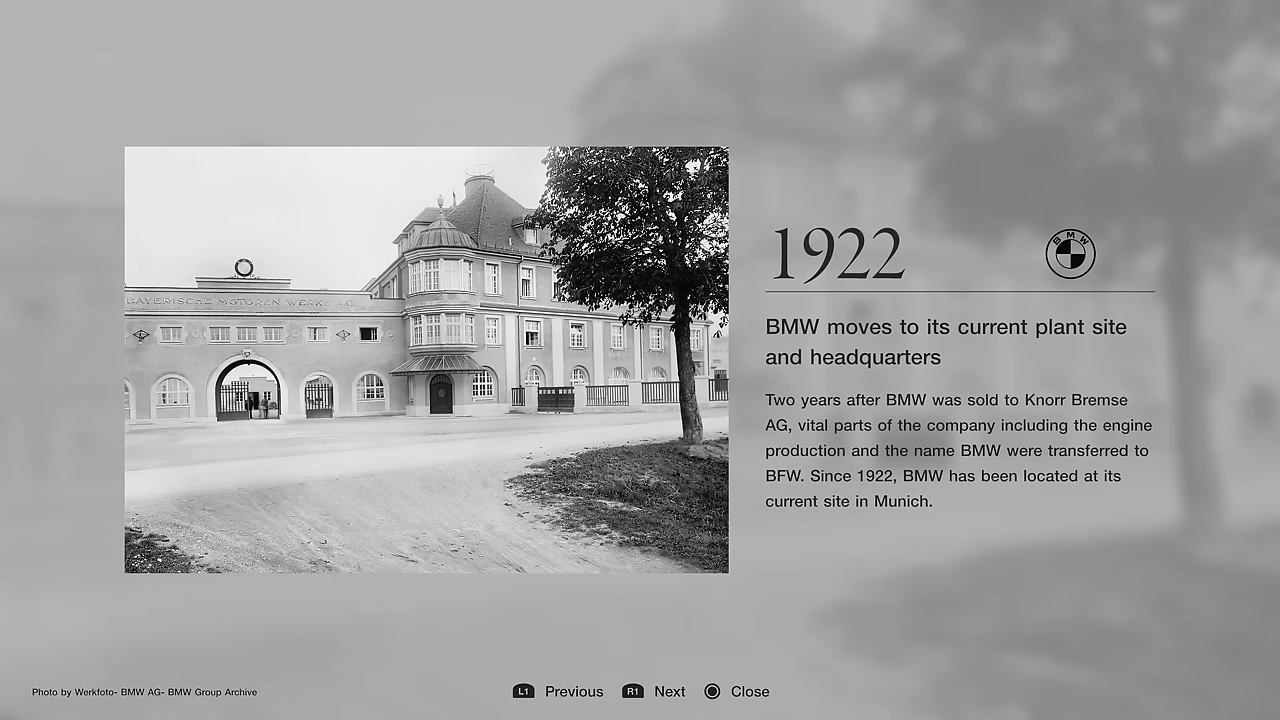 BAYERISCHE MOTOREN WERKE A.G.
1922
BMW
BMW moves to its current plant site
and headquarters
Two years after BMW was sold to Knorr Bremse
AG, vital parts of the company including the engine
production and the name BMW were transferred to
BFW. Since 1922, BMW has been located at its
current site in Munich.
Photo by Werkfoto- BMW AG- BMW Group Archive
L1 Previous R1 Next Close